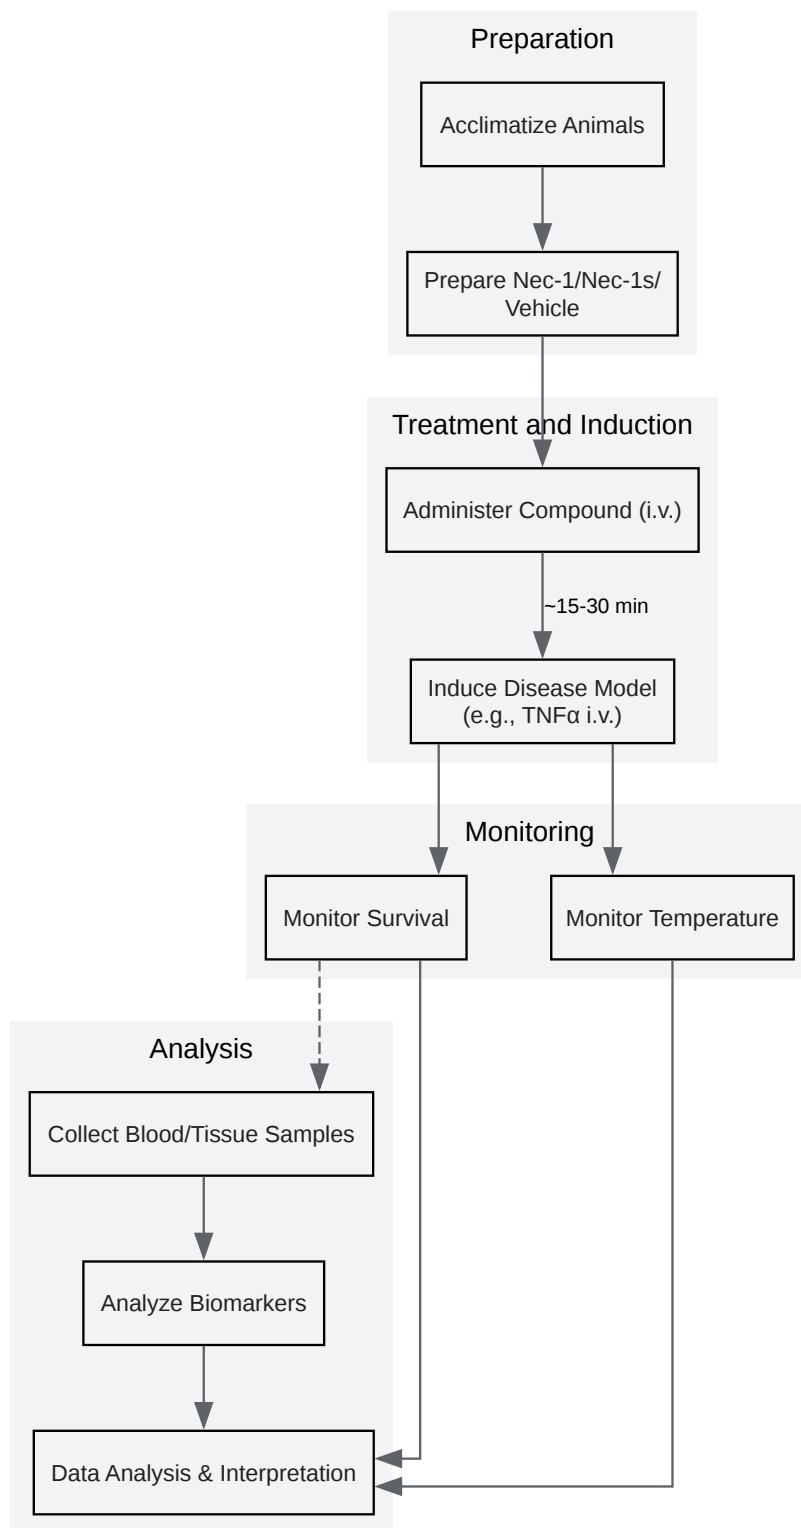 Preparation
Acclimatize Animals
Prepare Nec-1/Nec-1s/
Vehicle
Treatment and Induction
Administer Compound (i.v.)
~15-30 min
Induce Disease Model
(e.g., TNFα i.v.)
Monitoring
Monitor Survival
Monitor Temperature
Analysis
Collect Blood/Tissue Samples
Analyze Biomarkers
Data Analysis & Interpretation